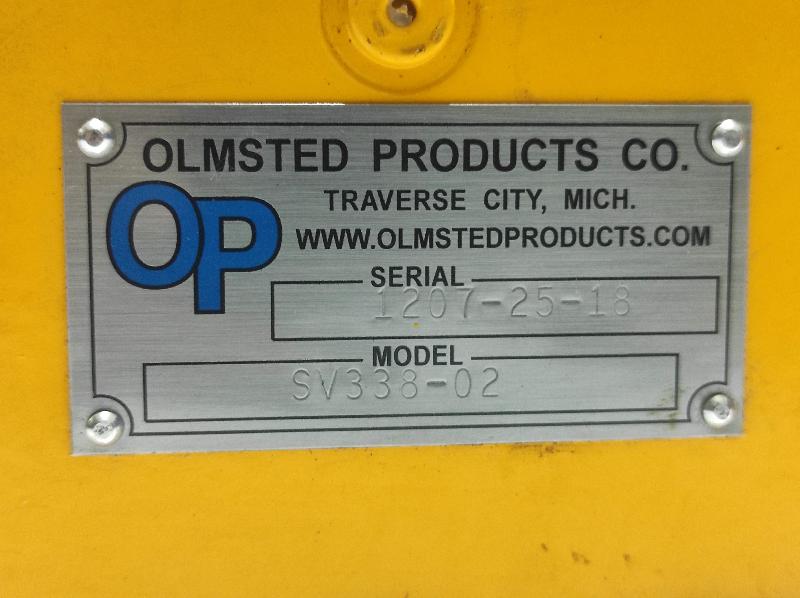 OLMSTED PRODUCTS CO.
OP
TRAVERSE CITY, MICH.
WWW.OLMSTEDPRODUCTS.COM
SERIAL
1207-25-18
MODEL
SV338-02